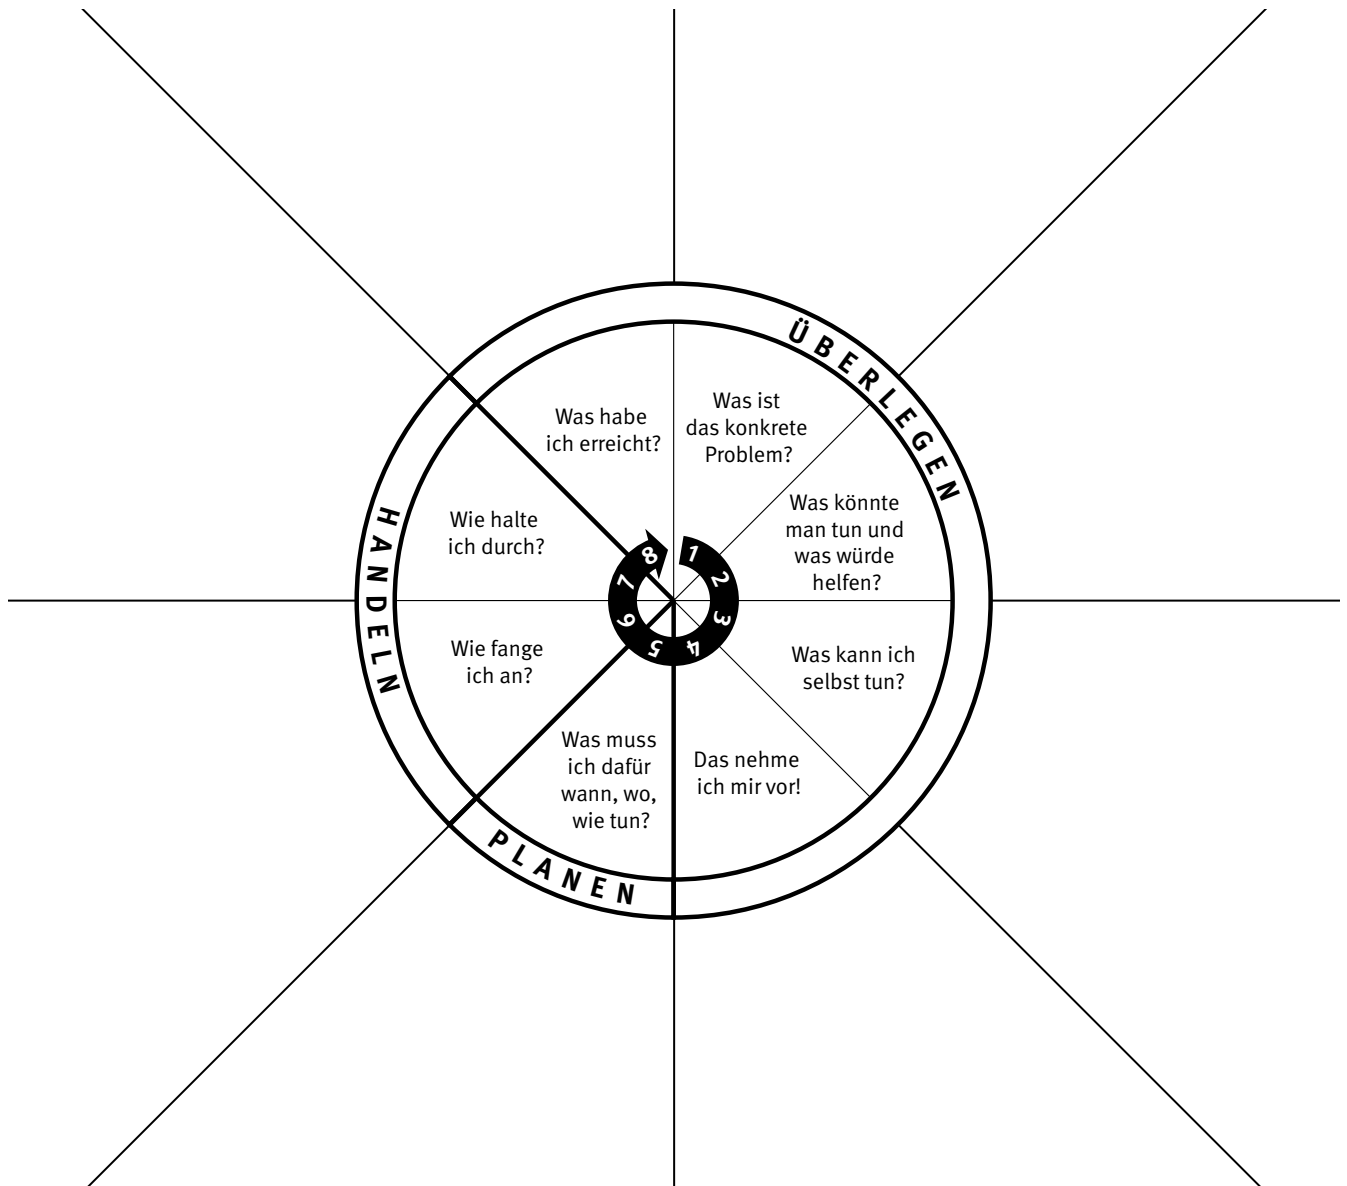 ÜBERLEGEN
Was ist
das konkrete
Problem?
Was könnte
man tun und
was würde
helfen?
Was kann ich
selbst tun?
Das nehme
ich mir vor!
PLANEN
Was muss
ich dafür
wann, wo,
wie tun?
HANDELN
Wie fange
ich an?
Wie halte
ich durch?
Was habe
ich erreicht?
1
2
3
4
5
6
7
8